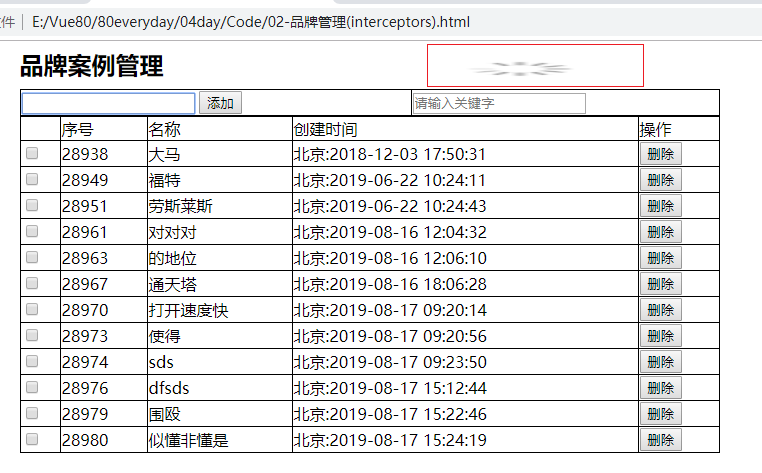 文件 E:/Vue80/80everyday/04day/Code/02-品牌管理(interceptors).html
品牌案例管理
添加 请输入关键字
序号 名称 创建时间 操作
28938 大马 北京:2018-12-03 17:50:31 删除
28949 福特 北京:2019-06-22 10:24:11 删除
28951 劳斯莱斯 北京:2019-06-22 10:24:43 删除
28961 对对对 北京:2019-08-16 12:04:32 删除
28963 的地位 北京:2019-08-16 12:06:10 删除
28967 通天塔 北京:2019-08-16 18:06:28 删除
28970 打开速度快 北京:2019-08-17 09:20:14 删除
28973 使得 北京:2019-08-17 09:20:56 删除
28974 sds 北京:2019-08-17 09:23:50 删除
28976 dfsds 北京:2019-08-17 15:12:44 删除
28979 围殴 北京:2019-08-17 15:22:46 删除
28980 似懂非懂是 北京:2019-08-17 15:24:19 删除